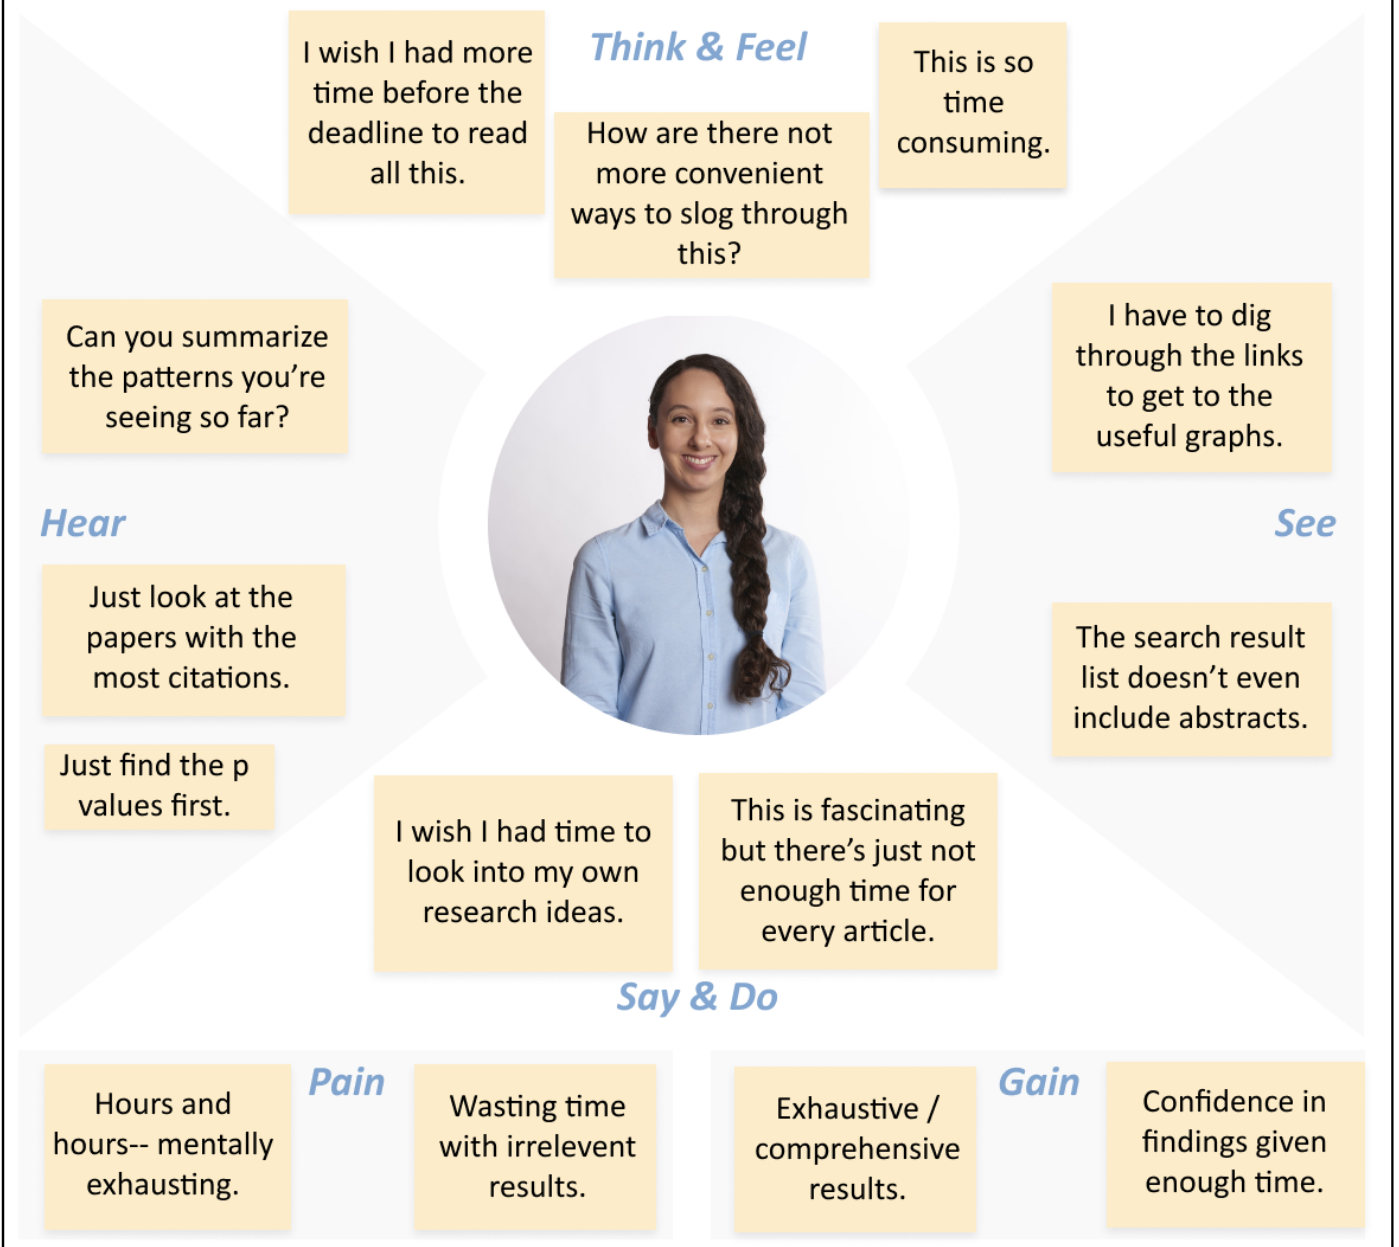 I wish I had more
time before the
deadline to read
all this.
Think & Feel
How are there not
more convenient
ways to slog through
this?
This is so
time
consuming.
Can you summarize
the patterns you're
seeing so far?
Hear
Just look at the
papers with the
most citations.
Just find the p
values first.
I have to dig
through the links
to get to the
useful graphs.
See
The search result
list doesn't even
include abstracts.
I wish I had time to
look into my own
research ideas.
This is fascinating
but there's just not
enough time for
every article.
Say & Do
Pain
Hours and
hours-- mentally
exhausting.
Wasting time
with irrelevent
results.
Gain
Exhaustive /
comprehensive
results.
Confidence in
findings given
enough time.